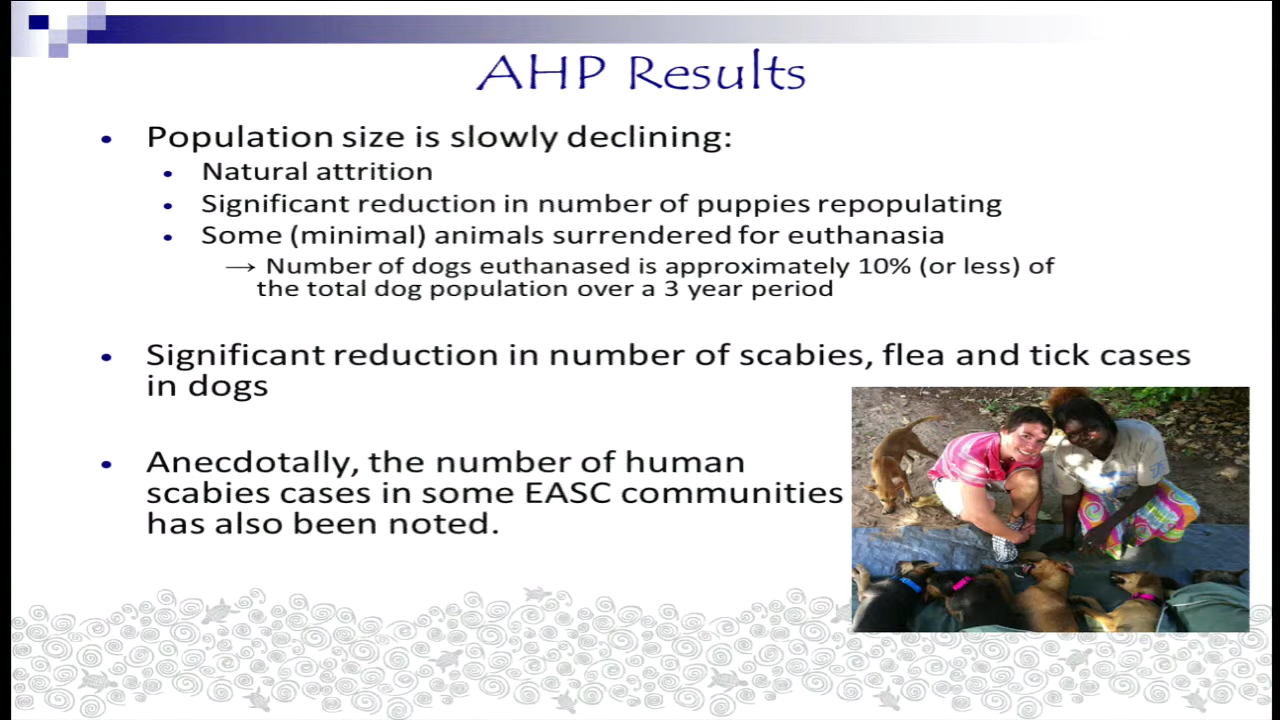 AHP Results
• Population size is slowly declining:
• Natural attrition
• Significant reduction in number of puppies repopulating
• Some (minimal) animals surrendered for euthanasia
→ Number of dogs euthanased is approximately 10% (or less) of
the total dog population over a 3 year period
• Significant reduction in number of scabies, flea and tick cases
in dogs
• Anecdotally, the number of human
scabies cases in some EASC communities
has also been noted.